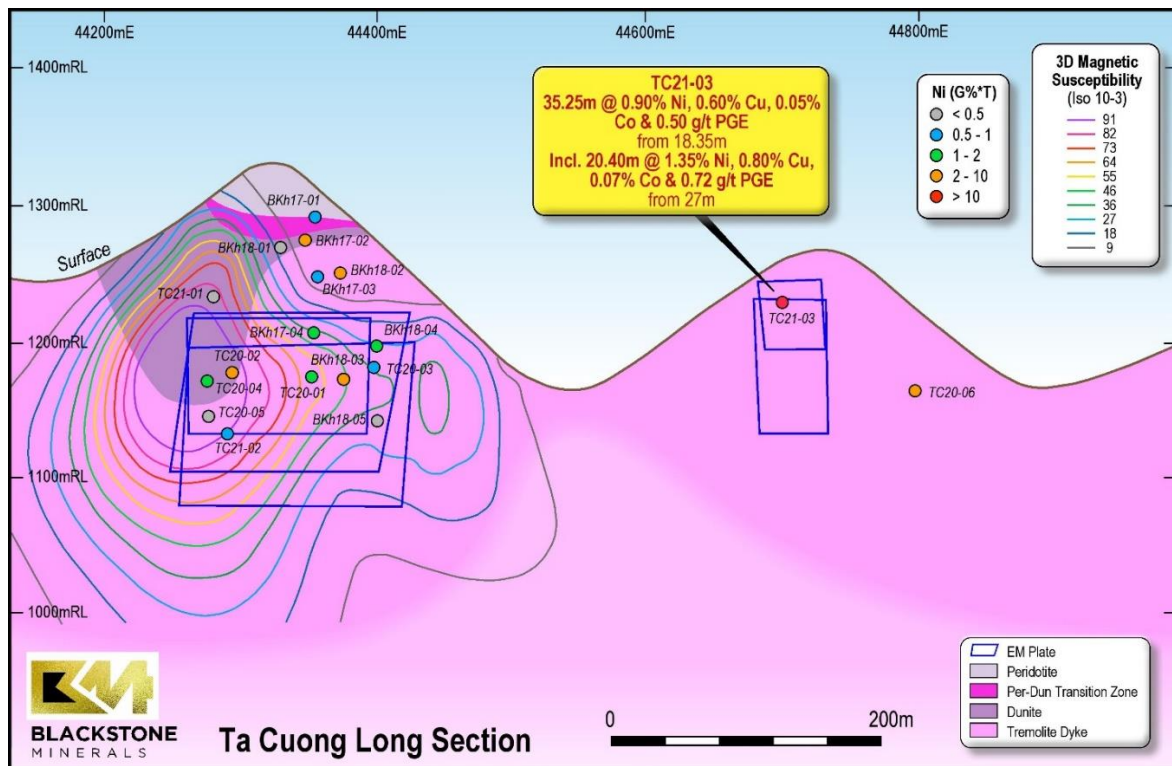 44200mE
44400mE
44600mE
44800mE
1400mRL
1300mRL
1200mRL
1100mRL
1000mRL
TC21-03
35.25m @ 0.90% Ni, 0.60% Cu, 0.05%
Co & 0.50 g/t PGE
from 18.35m
Incl. 20.40m @ 1.35% Ni, 0.80% Cu,
0.07% Co & 0.72 g/t PGE
from 27m
Ni (G%*T)
< 0.5
0.5 - 1
1 - 2
2 - 10
> 10
3D Magnetic
Susceptibility
(Iso 10-3)
91
82
73
64
55
46
36
27
18
9
Surface
BKh17-01
BKh17-02
BKh18-01
BKh18-02
BKh17-03
TC21-01
BKh17-04
BKh18-04
TC20-02
BKh18-03
TC20-03
TC20-04
TC20-01
TC20-05
BKh18-05
TC21-02
TC21-03
TC20-06
EM Plate
Peridotite
Per-Dun Transition Zone
Dunite
Tremolite Dyke
BM
BLACKSTONE
MINERALS
Ta Cuong Long Section
0
200m